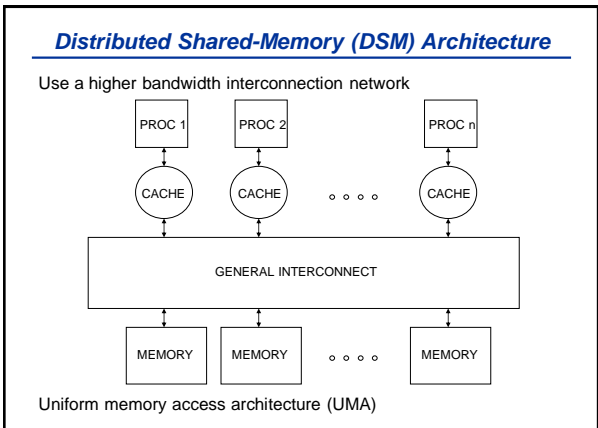 Distributed Shared-Memory (DSM) Architecture
Use a higher bandwidth interconnection network
PROC 1 PROC 2 PROC n
CACHE CACHE CACHE
GENERAL INTERCONNECT
MEMORY MEMORY MEMORY
Uniform memory access architecture (UMA)